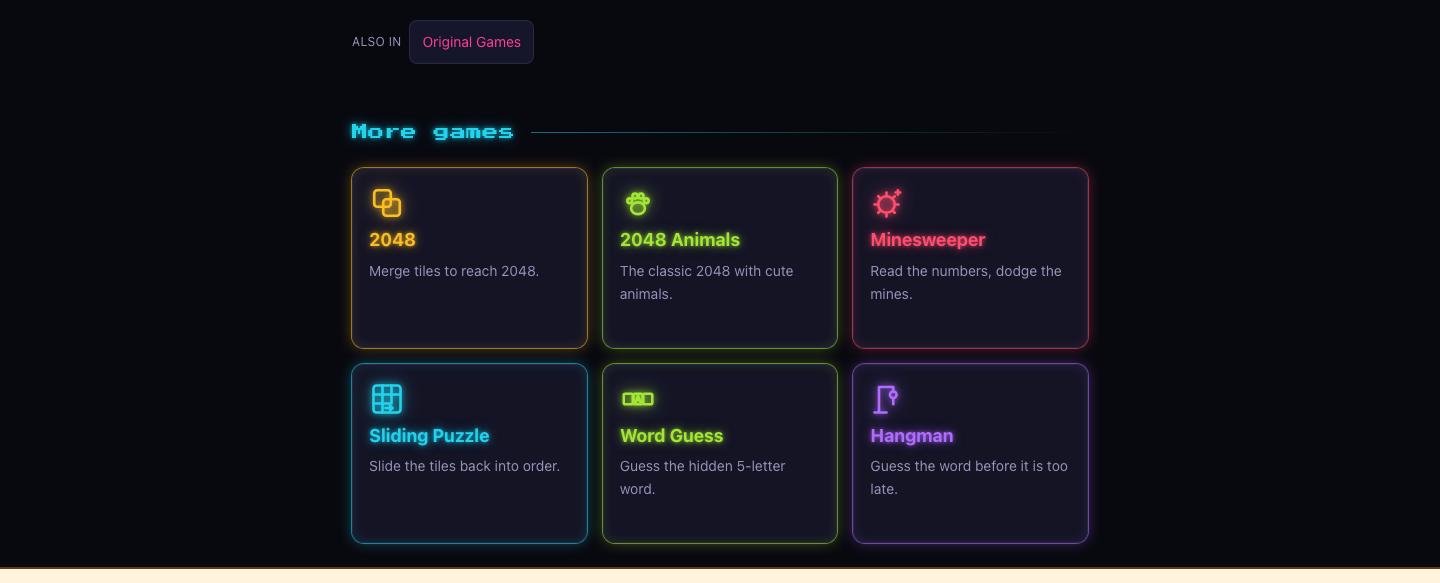 ALSO IN
Original Games
More games
2048
Merge tiles to reach 2048.
2048 Animals
The classic 2048 with cute
animals.
Minesweeper
Read the numbers, dodge the
mines.
Sliding Puzzle
Slide the tiles back into order.
Word Guess
Guess the hidden 5-letter
word.
Hangman
Guess the word before it is too
late.